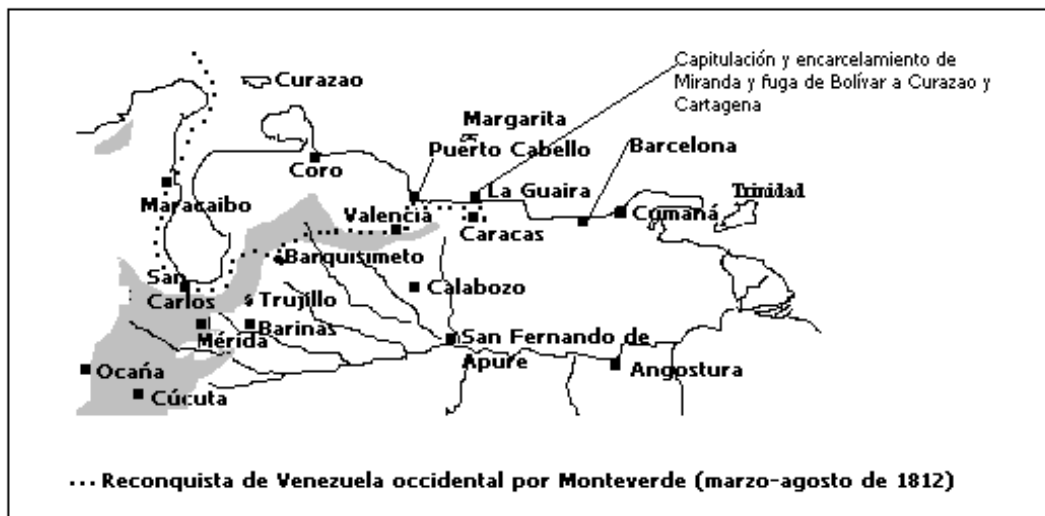 Capitulación y encarcelamiento de
Miranda y fuga de Bolívar a Curazao y
Cartagena
Curazao
Margarita
Puerto Cabello
Barcelona
Coro
La Guaira
Trinidad
Maracaibo
Valencia
Cumaná
Caracas
Barquisimeto
San
Carlos
Trujillo
Calabozo
Mérida
Barinas
San Fernando de
Apure
Ocaña
Angostura
Cúcuta
... Reconquista de Venezuela occidental por Monteverde (marzo-agosto de 1812)